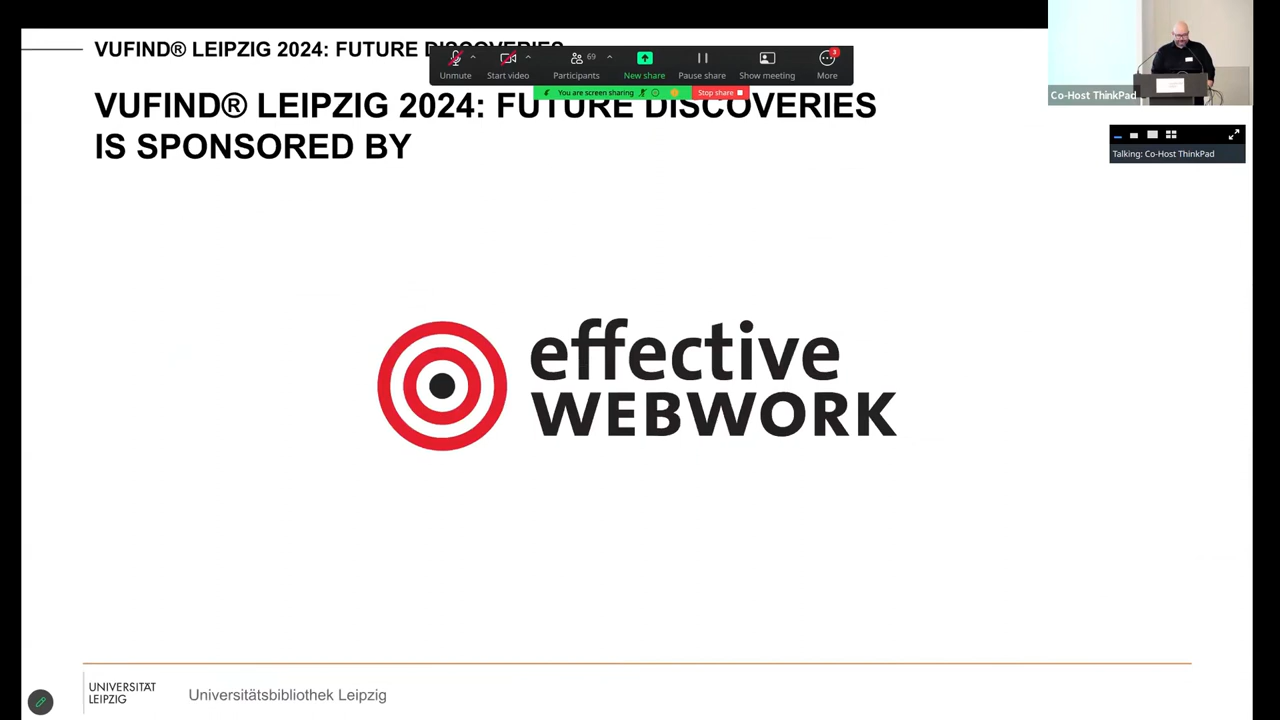 VUFIND® LEIPZIG 2024: FUTURE DISCOVERIES
Unmute
Start video
69
Participants
New share
Pause share
Show meeting
3
More
You are screen sharing
Stop share
Co-Host ThinkPad
Talking: Co-Host ThinkPad
VUFIND® LEIPZIG 2024: FUTURE DISCOVERIES
IS SPONSORED BY
effective
WEBWORK
UNIVERSITÄT
LEIPZIG
Universitätsbibliothek Leipzig